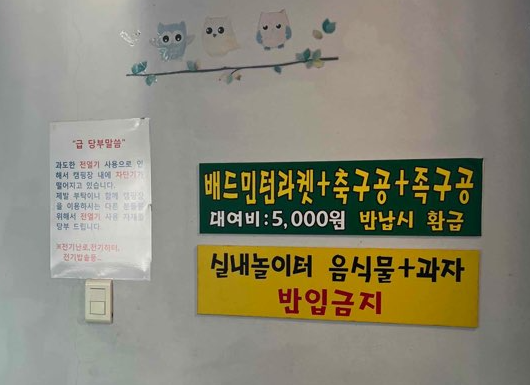 "급 당부말씀"
과도한 전열기 사용으로 인
해서 캠핑장 내에 차단기가
떨어지고 있습니다.
제발 부탁이니 함께 캠핑장
을 이용하시는 다른 분들을
위해서 전열기 사용 자제를
당부 드립니다
※전기난로,전기히터,
전기발솥등..
배드민턴라켓+축구공+족구공
대여비:5,000원 반납시 환급
실내놀이터 음식물+과자
반입금지